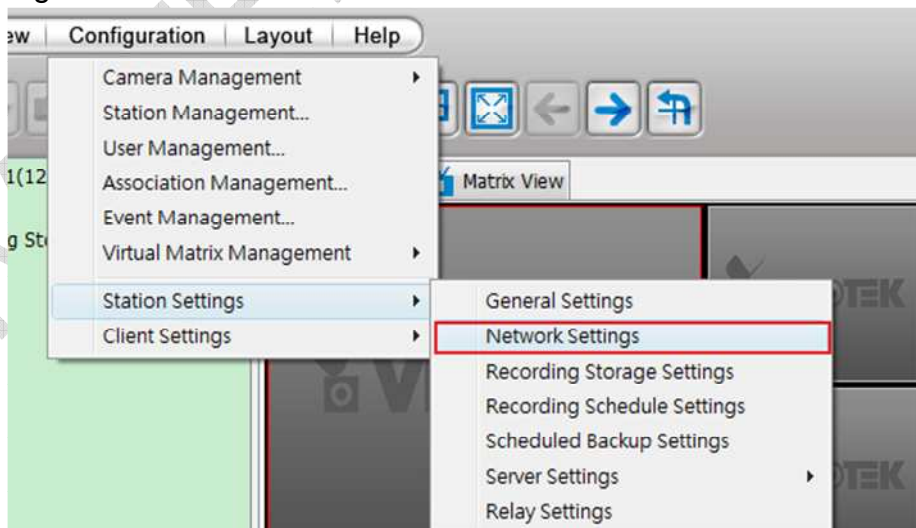 Configuration Layout Help
Camera Management
Station Management...
User Management...
1(12
Association Management...
Matrix View
Event Management...
Virtual Matrix Management
Station Settings
General Settings
Client Settings
Network Settings
Recording Storage Settings
Recording Schedule Settings
Scheduled Backup Settings
Server Settings
Relay Settings